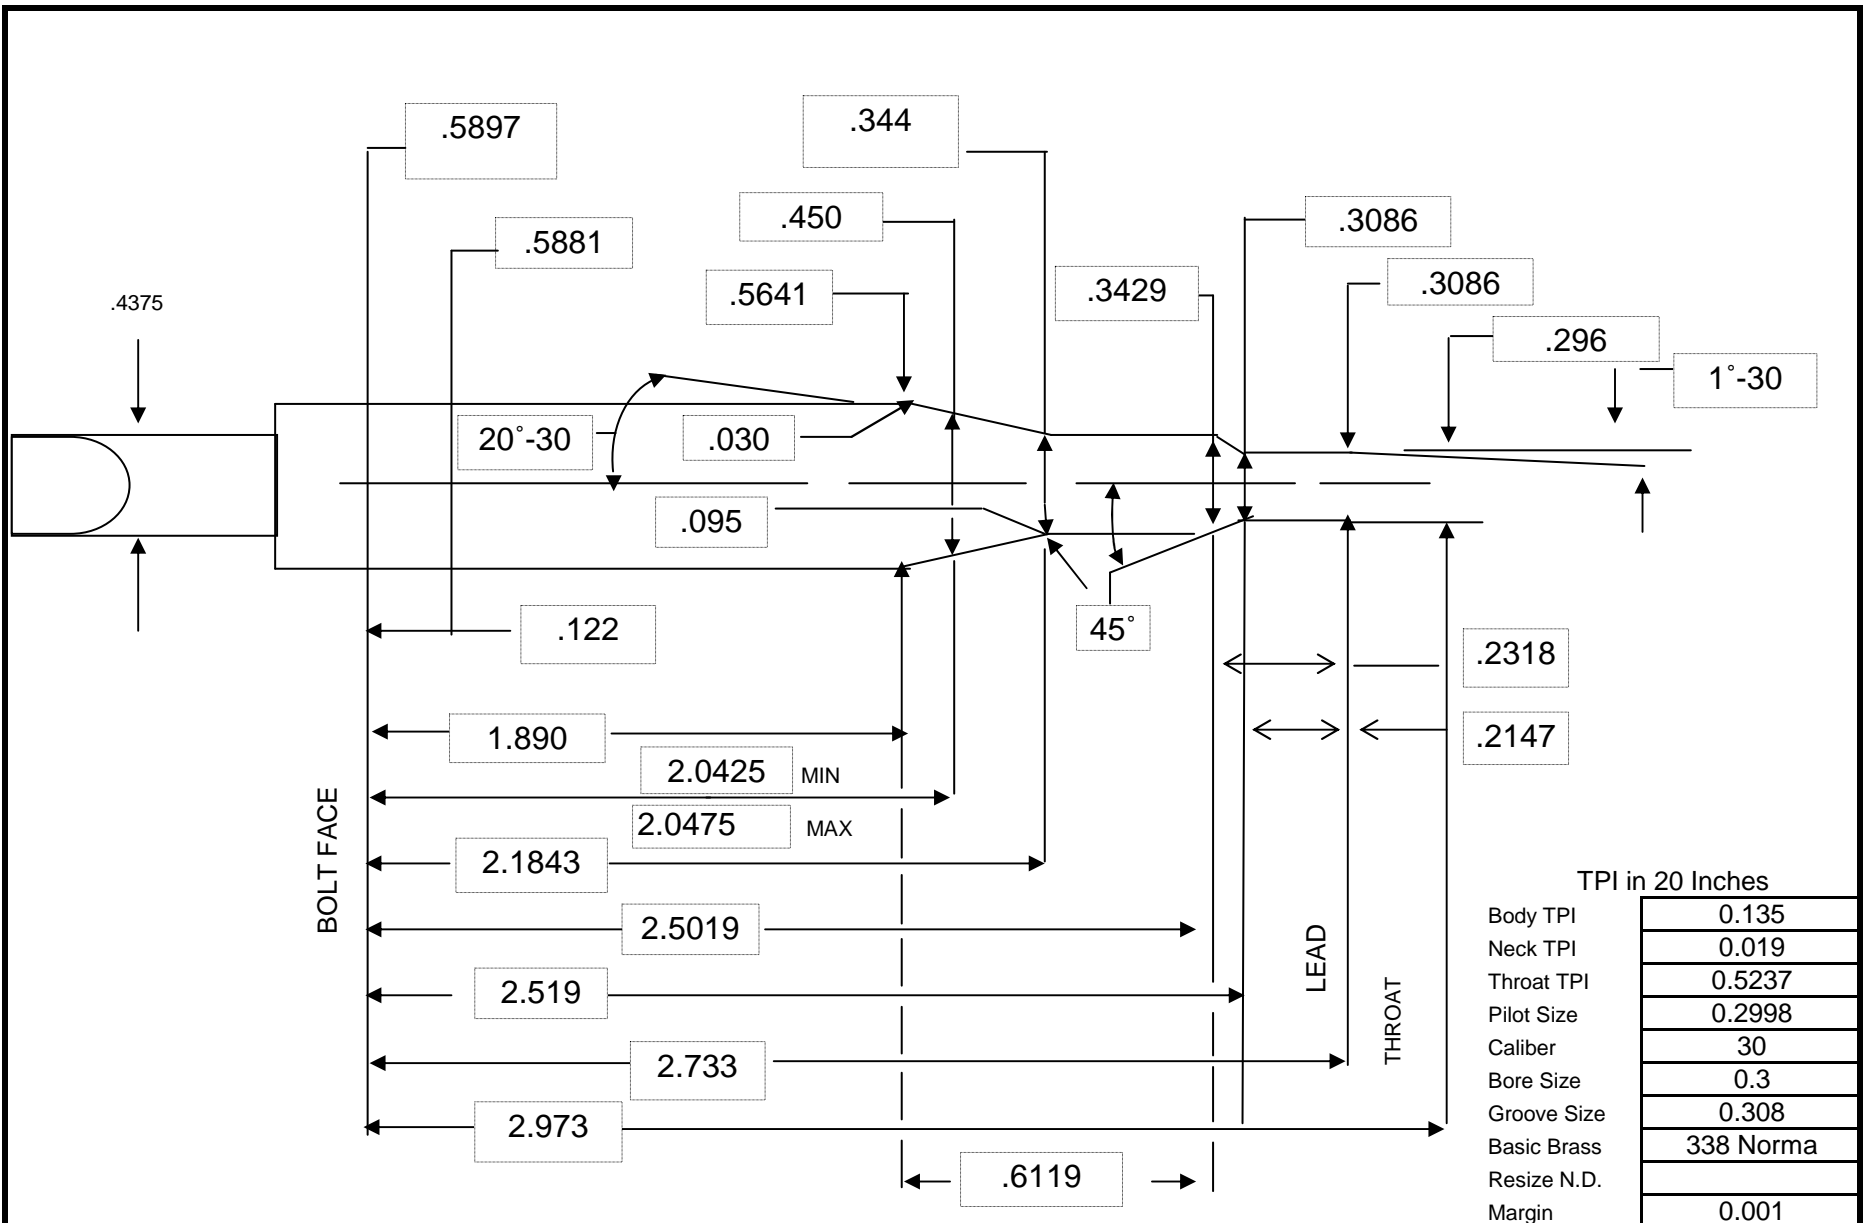 .5897
.344
.450
.3086
.5881
.3086
.5641
.3429
.4375
.296
1°-30
20°-30
.030
.095
.122
45°
.2318
1.890
.2147
2.0425 MIN
2.0475 MAX
BOLT FACE
2.1843
2.5019
LEAD
2.519
THROAT
2.733
2.973
.6119
TPI in 20 Inches
Body TPI 0.135
Neck TPI 0.019
Throat TPI 0.5237
Pilot Size 0.2998
Caliber 30
Bore Size 0.3
Groove Size 0.308
Basic Brass 338 Norma
Resize N.D.
Margin 0.001